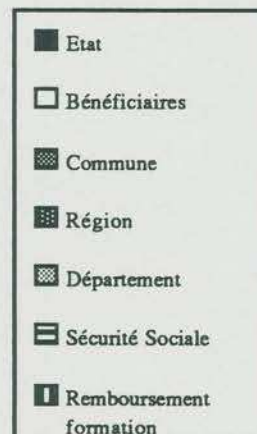 Etat
Bénéficiaires
Commune
Région
Département
Sécurité Sociale
Remboursement
formation